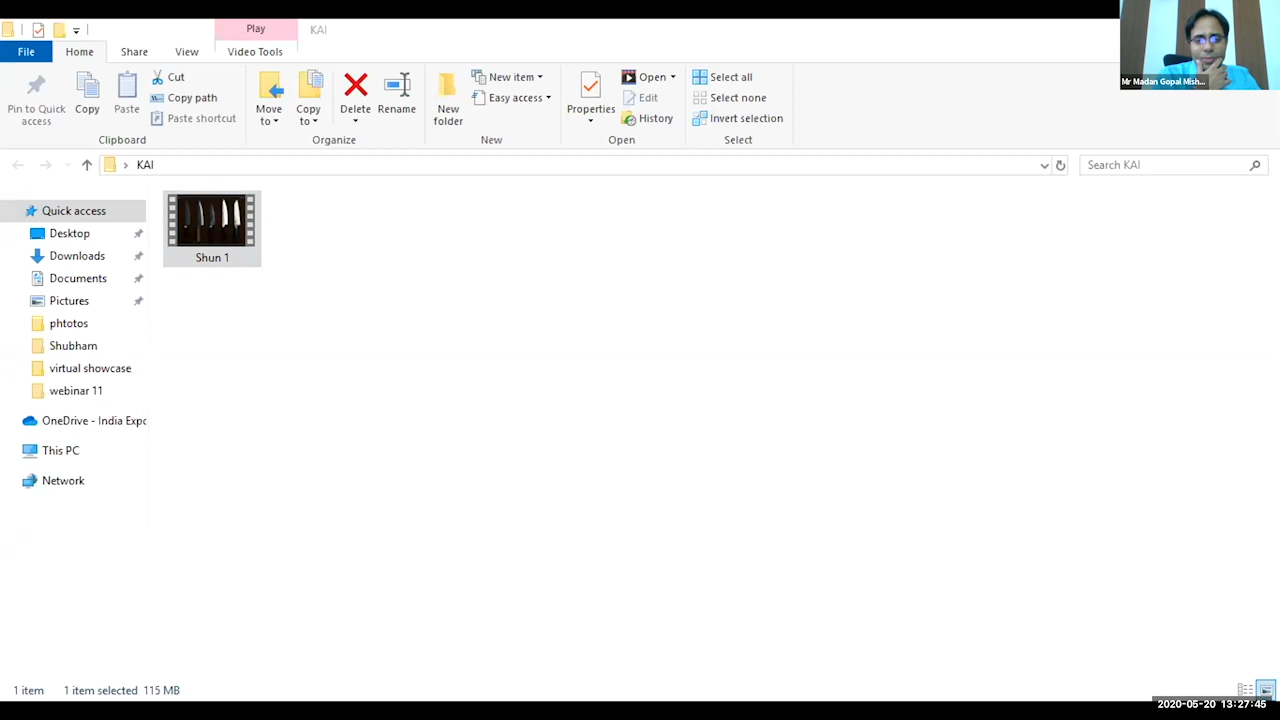 Play
KAI
File
Home
Share
View
Video Tools
Pin to Quick access
Copy
Paste
Cut
Copy path
Paste shortcut
Clipboard
Move to
Copy to
Delete
Rename
Organize
New folder
New item
Easy access
New
Properties
Open
Edit
History
Open
Select all
Select none
Invert selection
Select
Mr Madan Gopal Mish...
KAI
Search KAI
Quick access
Desktop
Downloads
Documents
Pictures
phtotos
Shubham
virtual showcase
webinar 11
OneDrive - India Expo
This PC
Network
Shun 1
1 item
1 item selected 115 MB
2020-05-20 13:27:45